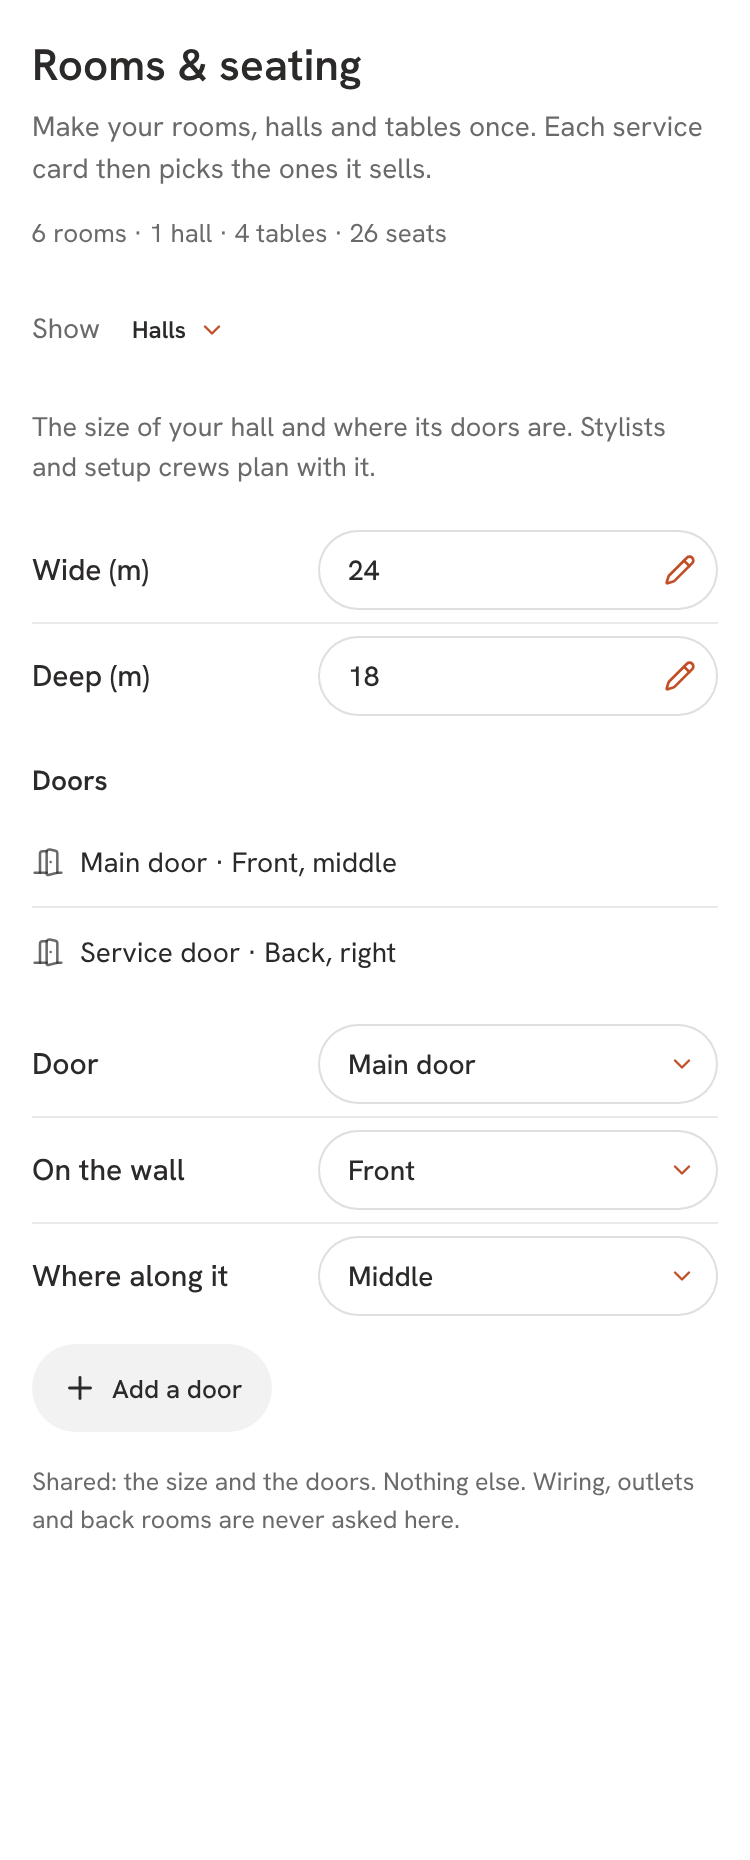 Rooms & seating
Make your rooms, halls and tables once. Each service
card then picks the ones it sells.
6 rooms · 1 hall · 4 tables · 26 seats
Show Halls
The size of your hall and where its doors are. Stylists
and setup crews plan with it.
Wide (m) 24
Deep (m) 18
Doors
Main door · Front, middle
Service door · Back, right
Door Main door
On the wall Front
Where along it Middle
Add a door
Shared: the size and the doors. Nothing else. Wiring, outlets
and back rooms are never asked here.